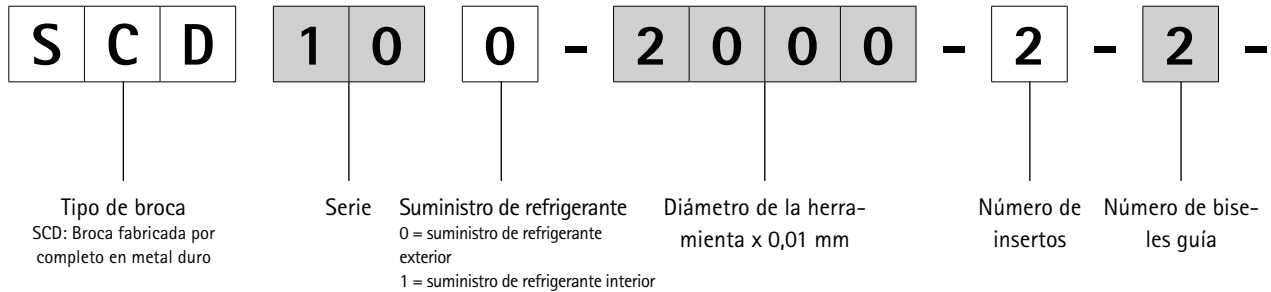 S C D 1 0 0 - 2 0 0 0 - 2 - 2 -
Tipo de broca
SCD: Broca fabricada por
completo en metal duro
Serie
Suministro de refrigerante
0 = suministro de refrigerante
exterior
1 = suministro de refrigerante interior
Diámetro de la herra-
mienta x 0,01 mm
Número de
insertos
Número de bise-
les guía